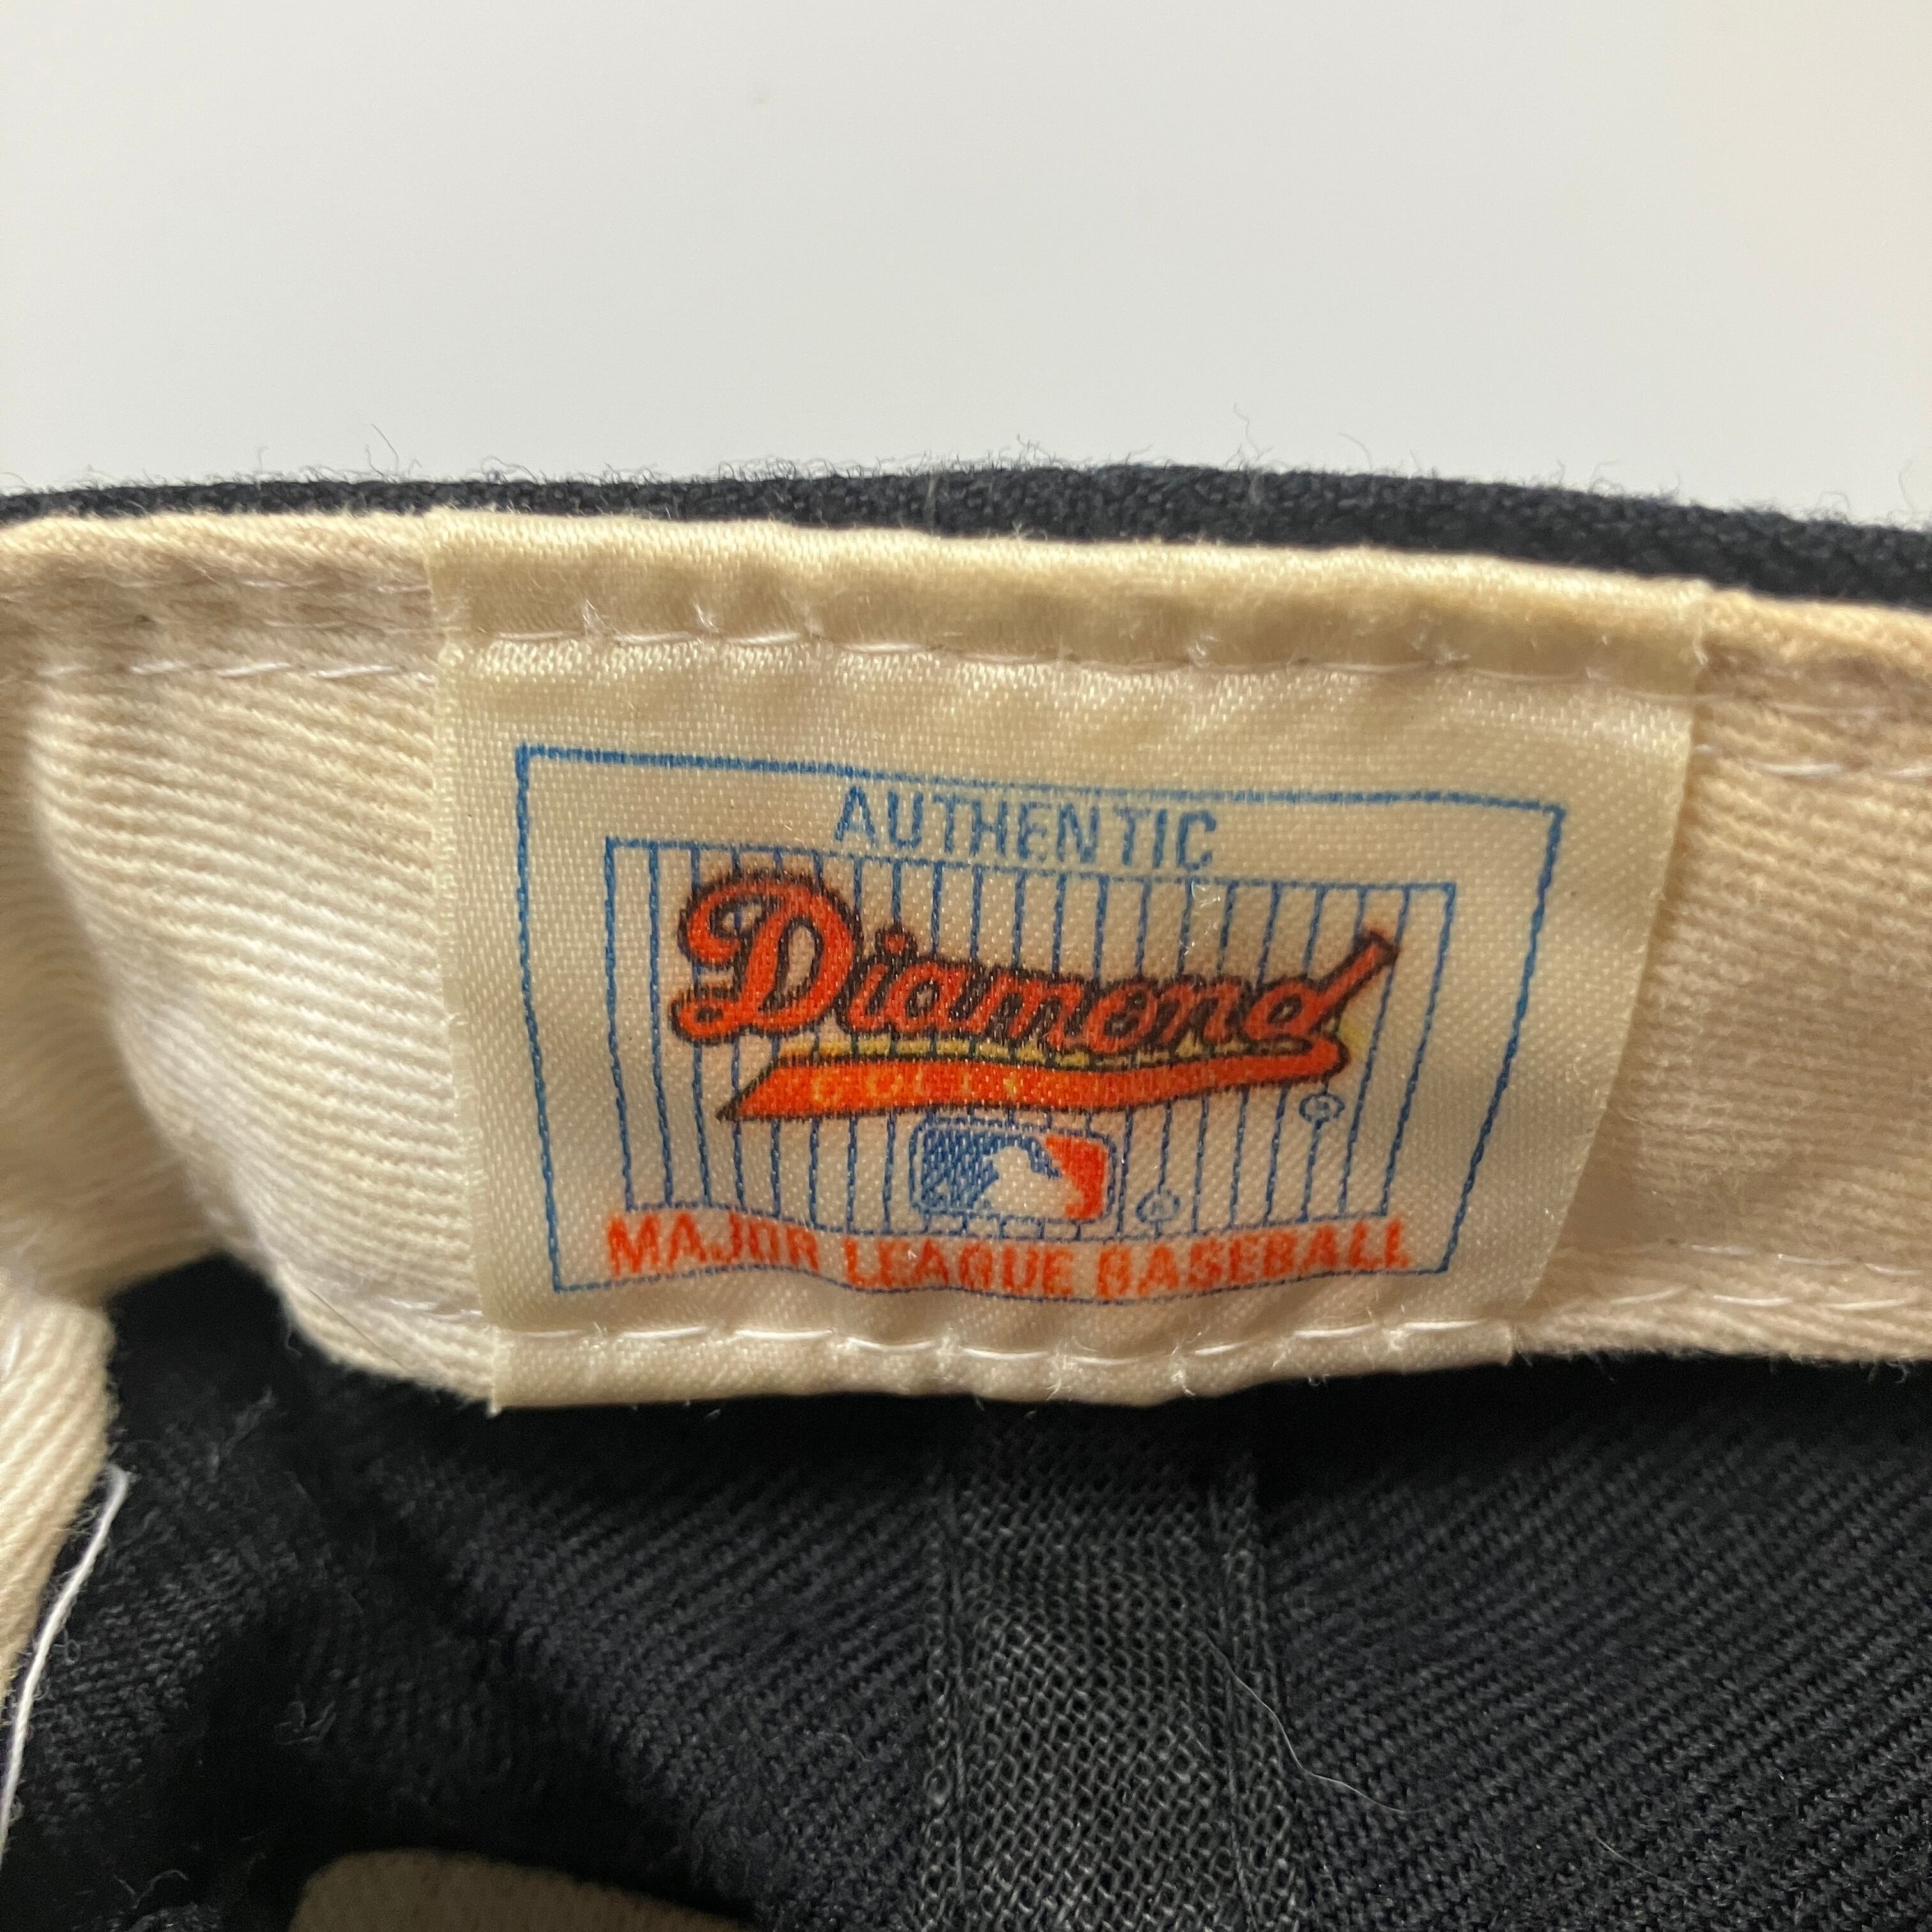 AUTHENTIC
Diamond
®
®
MAJOR LEAGUE BASEBALL